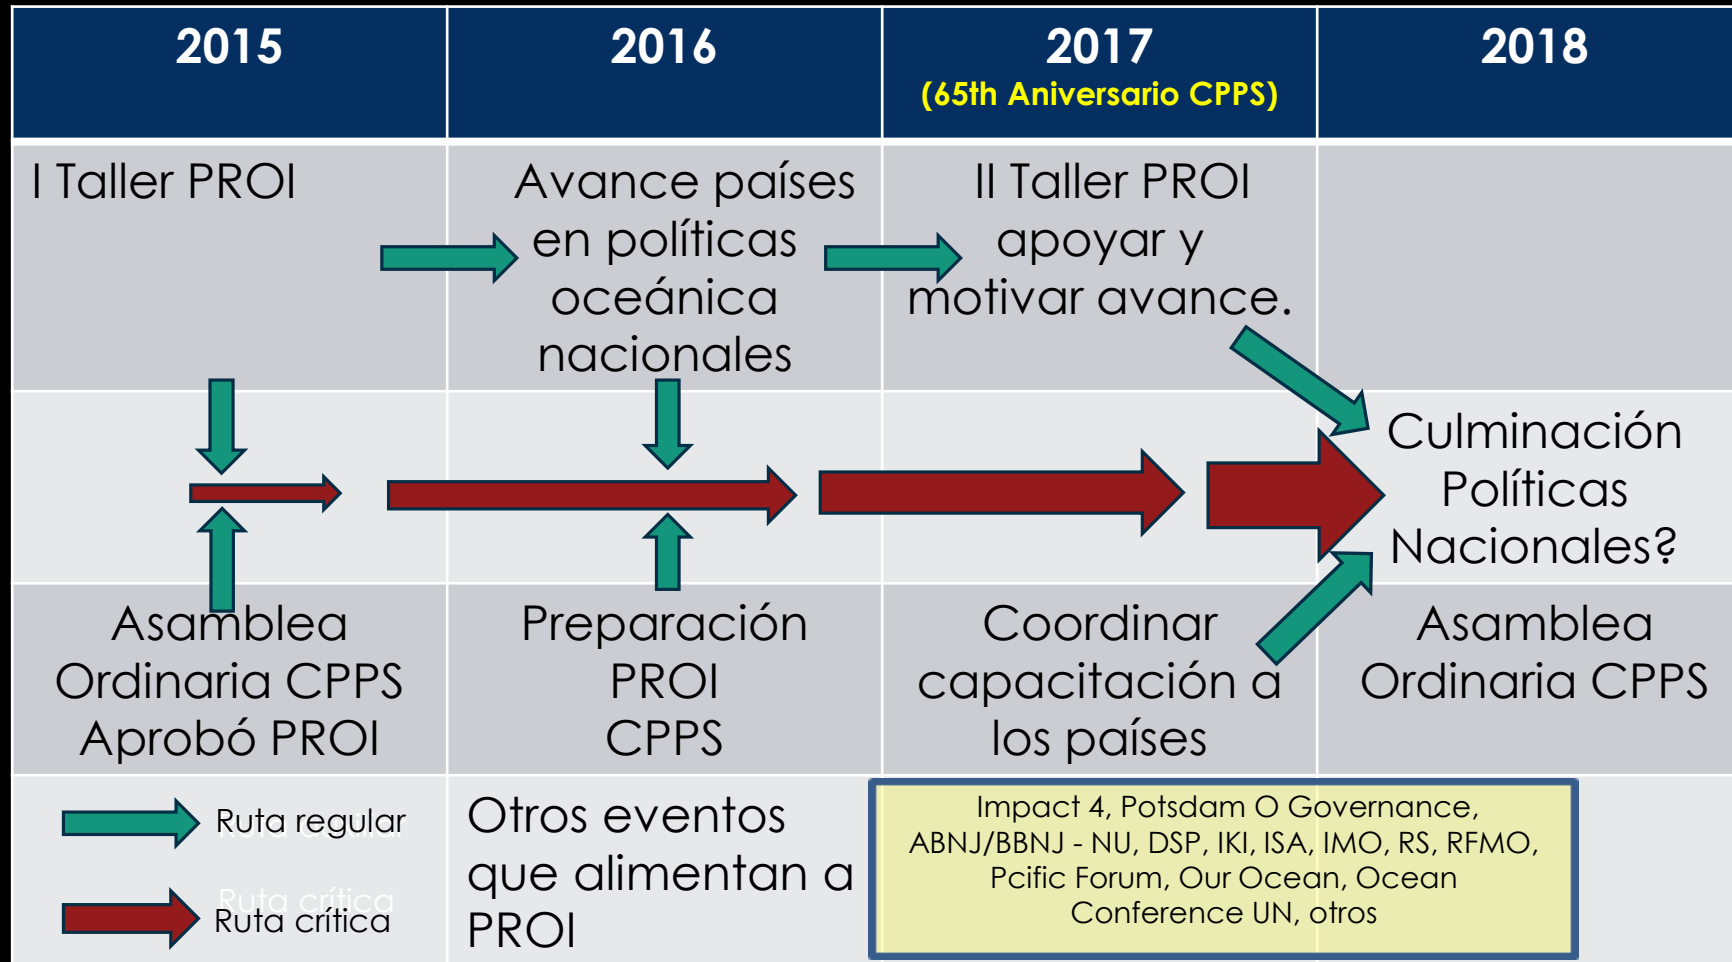 2015
2016
2017
(65th Aniversario CPPS)
2018
I Taller PROI
Avance países
en políticas
oceánica
nacionales
II Taller PROI
apoyar y
motivar avance.
Culminación
Políticas
Nacionales?
Asamblea
Ordinaria CPPS
Aprobó PROI
Preparación
PROI
CPPS
Coordinar
capacitación a
los países
Asamblea
Ordinaria CPPS
Ruta regular
Ruta crítica
Otros eventos
que alimentan a
PROI
Impact 4, Potsdam O Governance,
ABNJ/BBNJ - NU, DSP, IKI, ISA, IMO, RS, RFMO,
Pcific Forum, Our Ocean, Ocean
Conference UN, otros